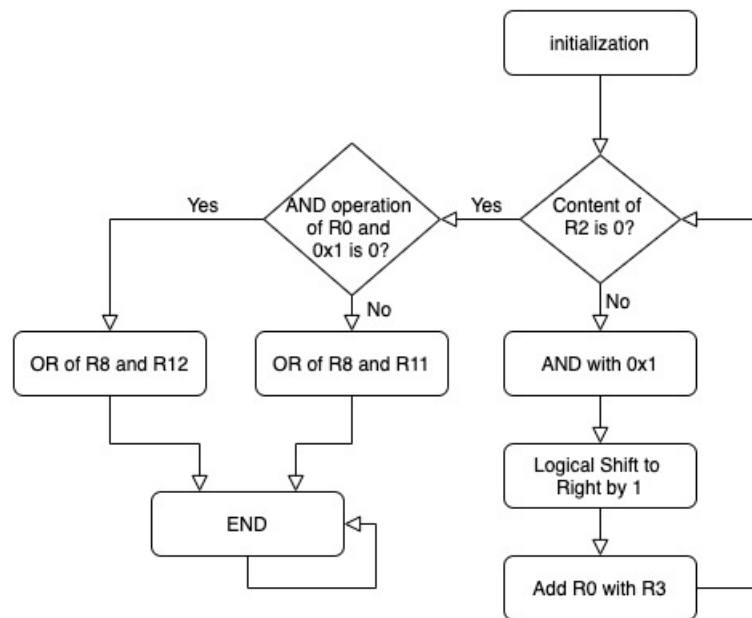 initialization
Content of
R2 is 0?
Yes
No
AND operation
of R0 and
0x1 is 0?
Yes
No
OR of R8 and R12
OR of R8 and R11
END
AND with 0x1
Logical Shift to
Right by 1
Add R0 with R3